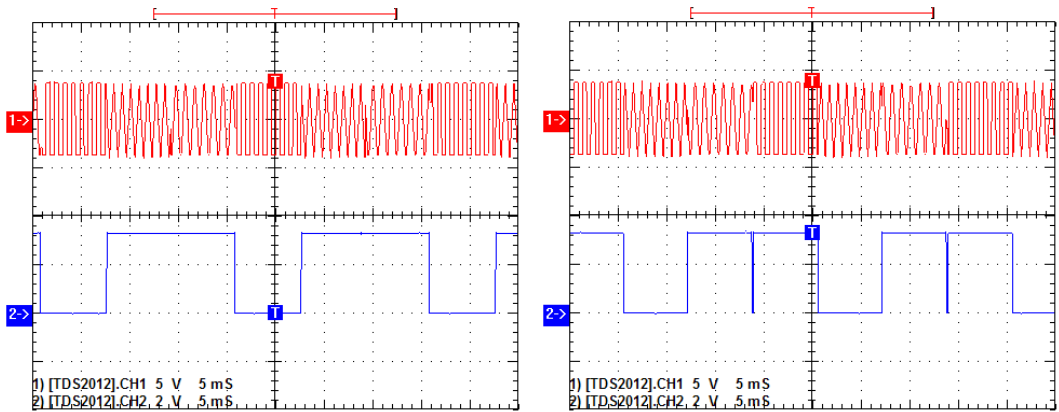 T
1->
T
2->
1) [TDS2012].CH1 5 V 5 mS
2) [TDS2012].CH2 2 V 5 mS
T
1->
T
2->
1) [TDS2012].CH1 5 V 5 mS
2) [TDS2012].CH2 2 V 5 mS